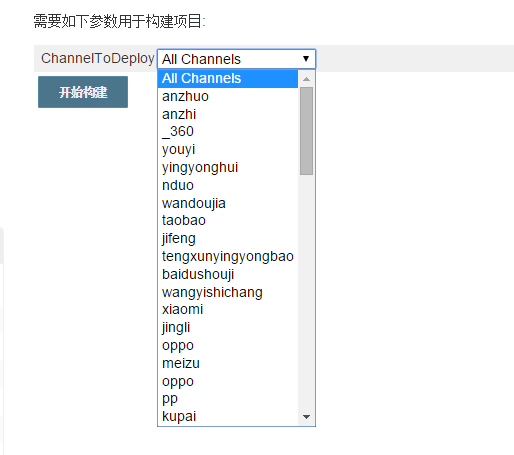 需要如下参数用于构建项目:
ChannelToDeploy All Channels
开始构建
All Channels
anzhuo
anzhi
_360
youyi
yingyonghui
nduo
wandoujia
taobao
jifeng
tengxunyingyongbao
baidushouji
wangyishichang
xiaomi
jingli
oppo
meizu
oppo
pp
kupai